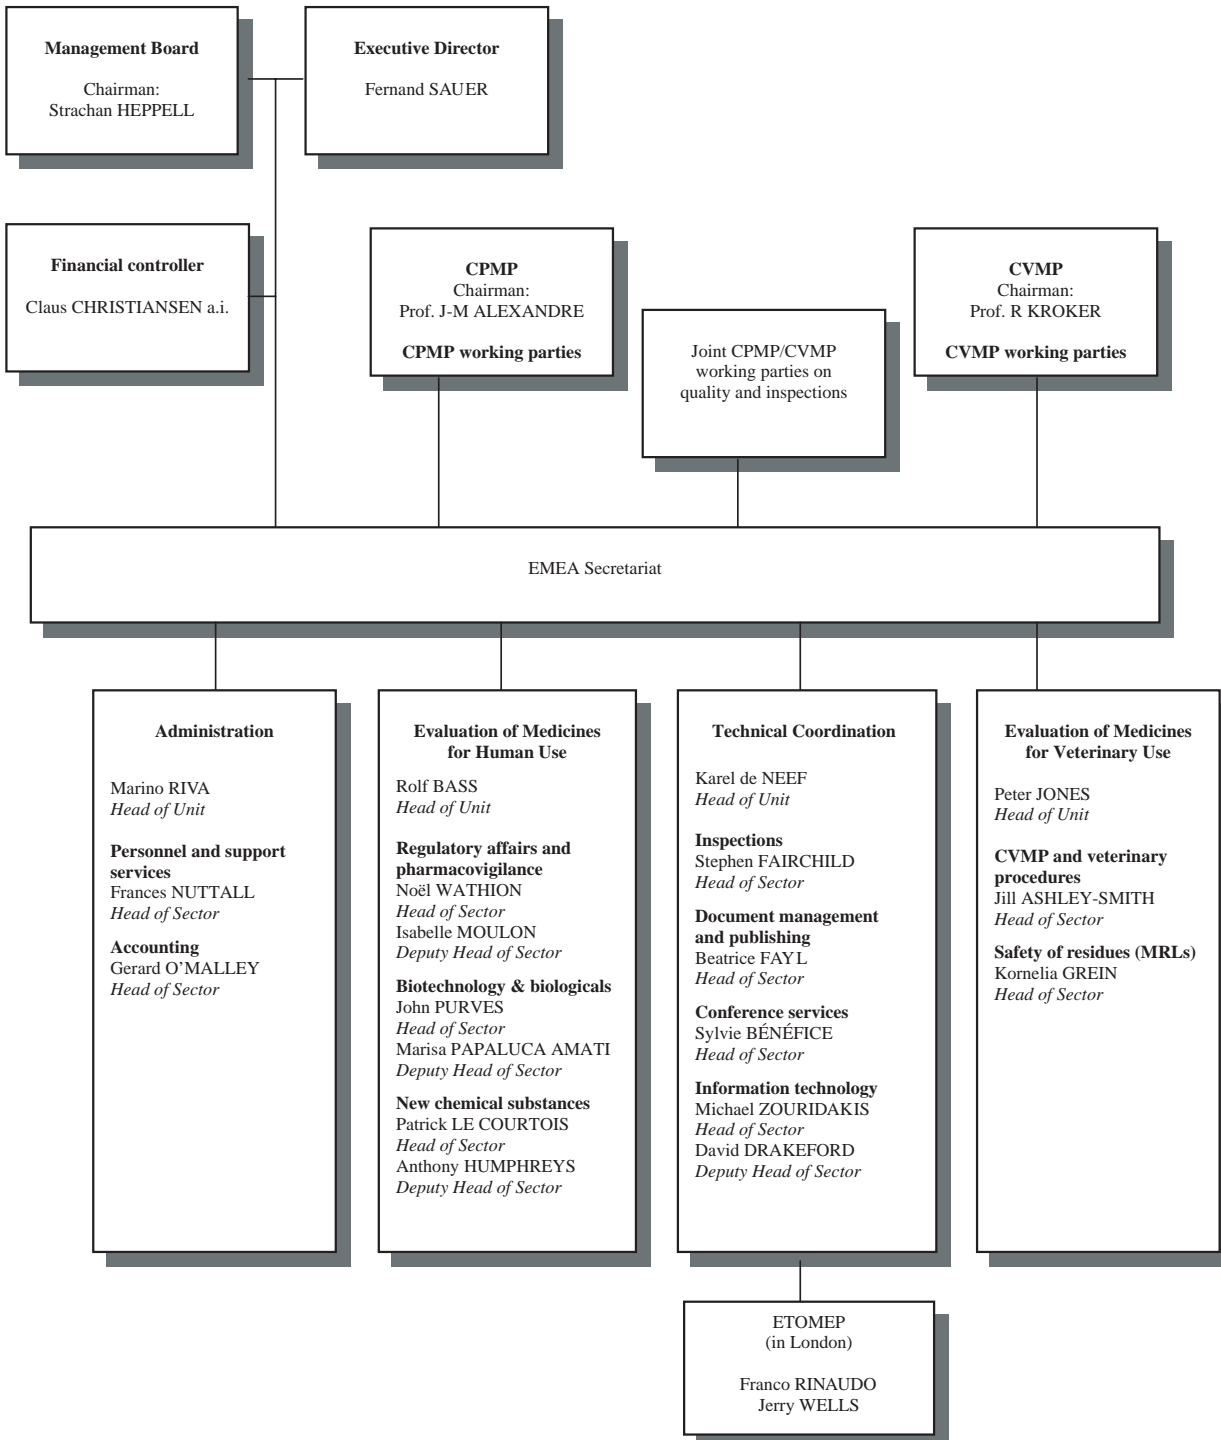 Management Board
Chairman:
Strachan HEPPELL
Executive Director
Fernand SAUER
Financial controller
Claus CHRISTIANSEN a.i.
CPMP
Chairman:
Prof. J-M ALEXANDRE
CPMP working parties
Joint CPMP/CVMP
working parties on
quality and inspections
CVMP
Chairman:
Prof. R KROKER
CVMP working parties
EMEA Secretariat
Administration
Marino RIVA
Head of Unit
Personnel and support
services
Frances NUTTALL
Head of Sector
Accounting
Gerard O’MALLEY
Head of Sector
Evaluation of Medicines
for Human Use
Rolf BASS
Head of Unit
Regulatory affairs and
pharmacovigilance
Noël WATHION
Head of Sector
Isabelle MOULON
Deputy Head of Sector
Biotechnology & biologicals
John PURVES
Head of Sector
Marisa PAPALUCA AMATI
Deputy Head of Sector
New chemical substances
Patrick LE COURTOIS
Head of Sector
Anthony HUMPHREYS
Deputy Head of Sector
Technical Coordination
Karel de NEEF
Head of Unit
Inspections
Stephen FAIRCHILD
Head of Sector
Document management
and publishing
Beatrice FAYL
Head of Sector
Conference services
Sylvie BÉNÉFICE
Head of Sector
Information technology
Michael ZOURIDAKIS
Head of Sector
David DRAKEFORD
Deputy Head of Sector
Evaluation of Medicines
for Veterinary Use
Peter JONES
Head of Unit
CVMP and veterinary
procedures
Jill ASHLEY-SMITH
Head of Sector
Safety of residues (MRLs)
Kornelia GREIN
Head of Sector
ETOMEP
(in London)
Franco RINAUDO
Jerry WELLS